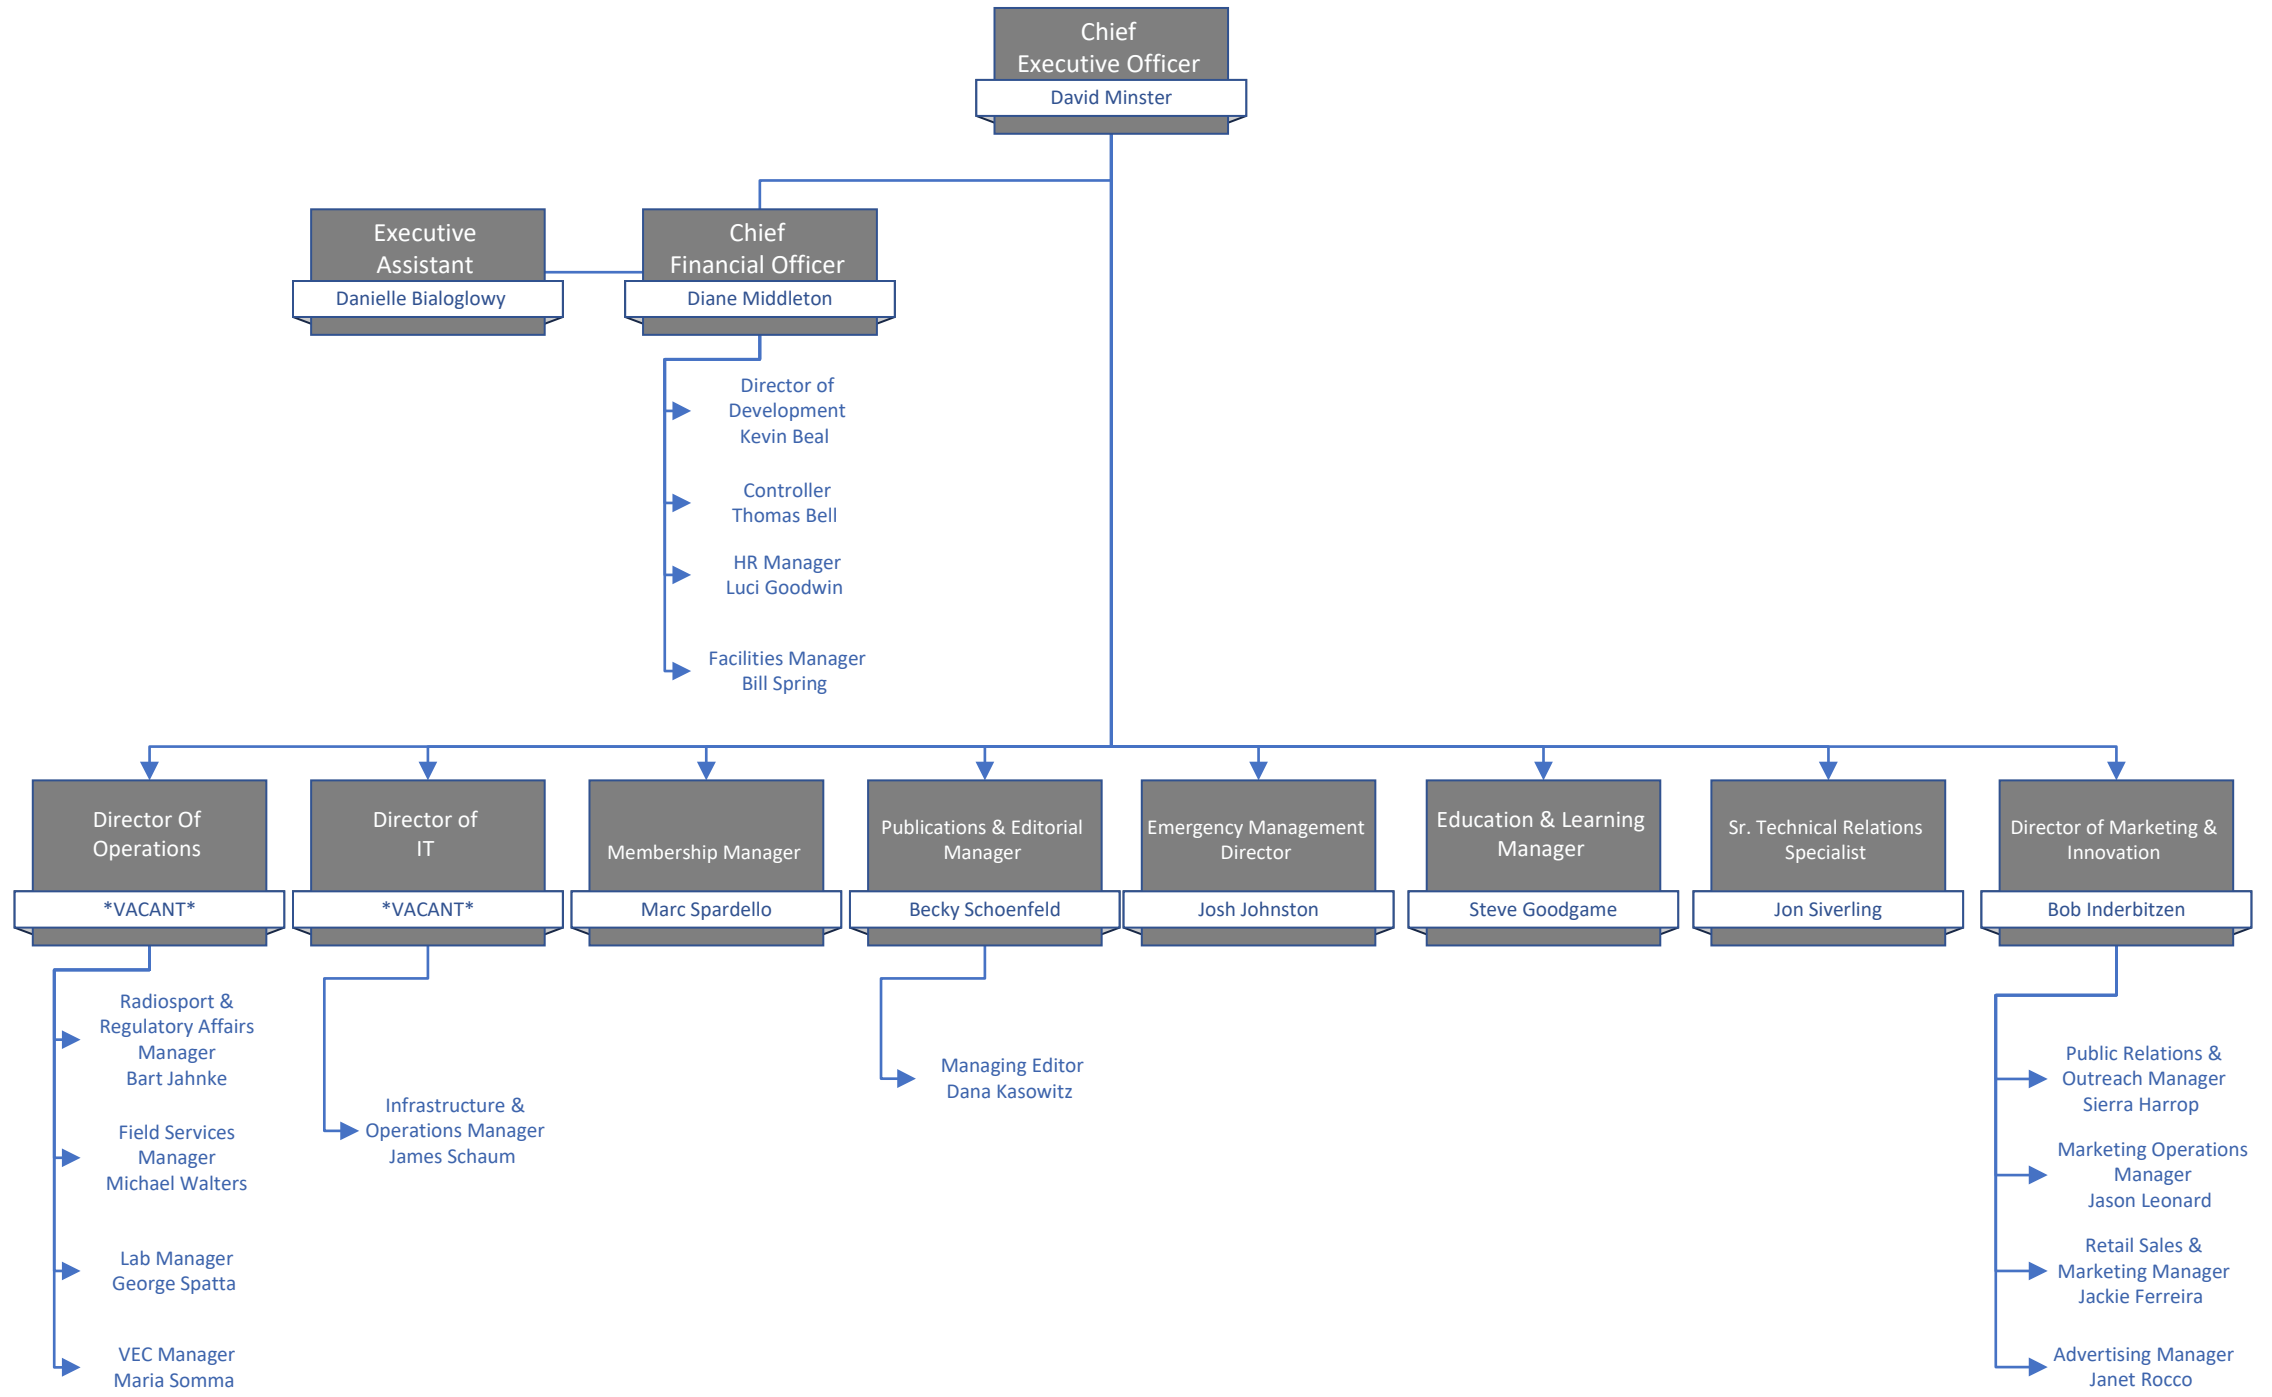 Chief
Executive Officer
David Minster
Executive
Assistant
Danielle Bialoglowy
Chief
Financial Officer
Diane Middleton
Director of
Development
Kevin Beal
Controller
Thomas Bell
HR Manager
Luci Goodwin
Facilities Manager
Bill Spring
Director Of
Operations
*VACANT*
Radiosport &
Regulatory Affairs
Manager
Bart Jahnke
Field Services
Manager
Michael Walters
Lab Manager
George Spatta
VEC Manager
Maria Somma
Director of
IT
*VACANT*
Infrastructure &
Operations Manager
James Schaum
Membership Manager
Marc Spardello
Publications & Editorial
Manager
Becky Schoenfeld
Managing Editor
Dana Kasowitz
Emergency Management
Director
Josh Johnston
Education & Learning
Manager
Steve Goodgame
Sr. Technical Relations
Specialist
Jon Siverling
Director of Marketing &
Innovation
Bob Inderbitzen
Public Relations &
Outreach Manager
Sierra Harrop
Marketing Operations
Manager
Jason Leonard
Retail Sales &
Marketing Manager
Jackie Ferreira
Advertising Manager
Janet Rocco